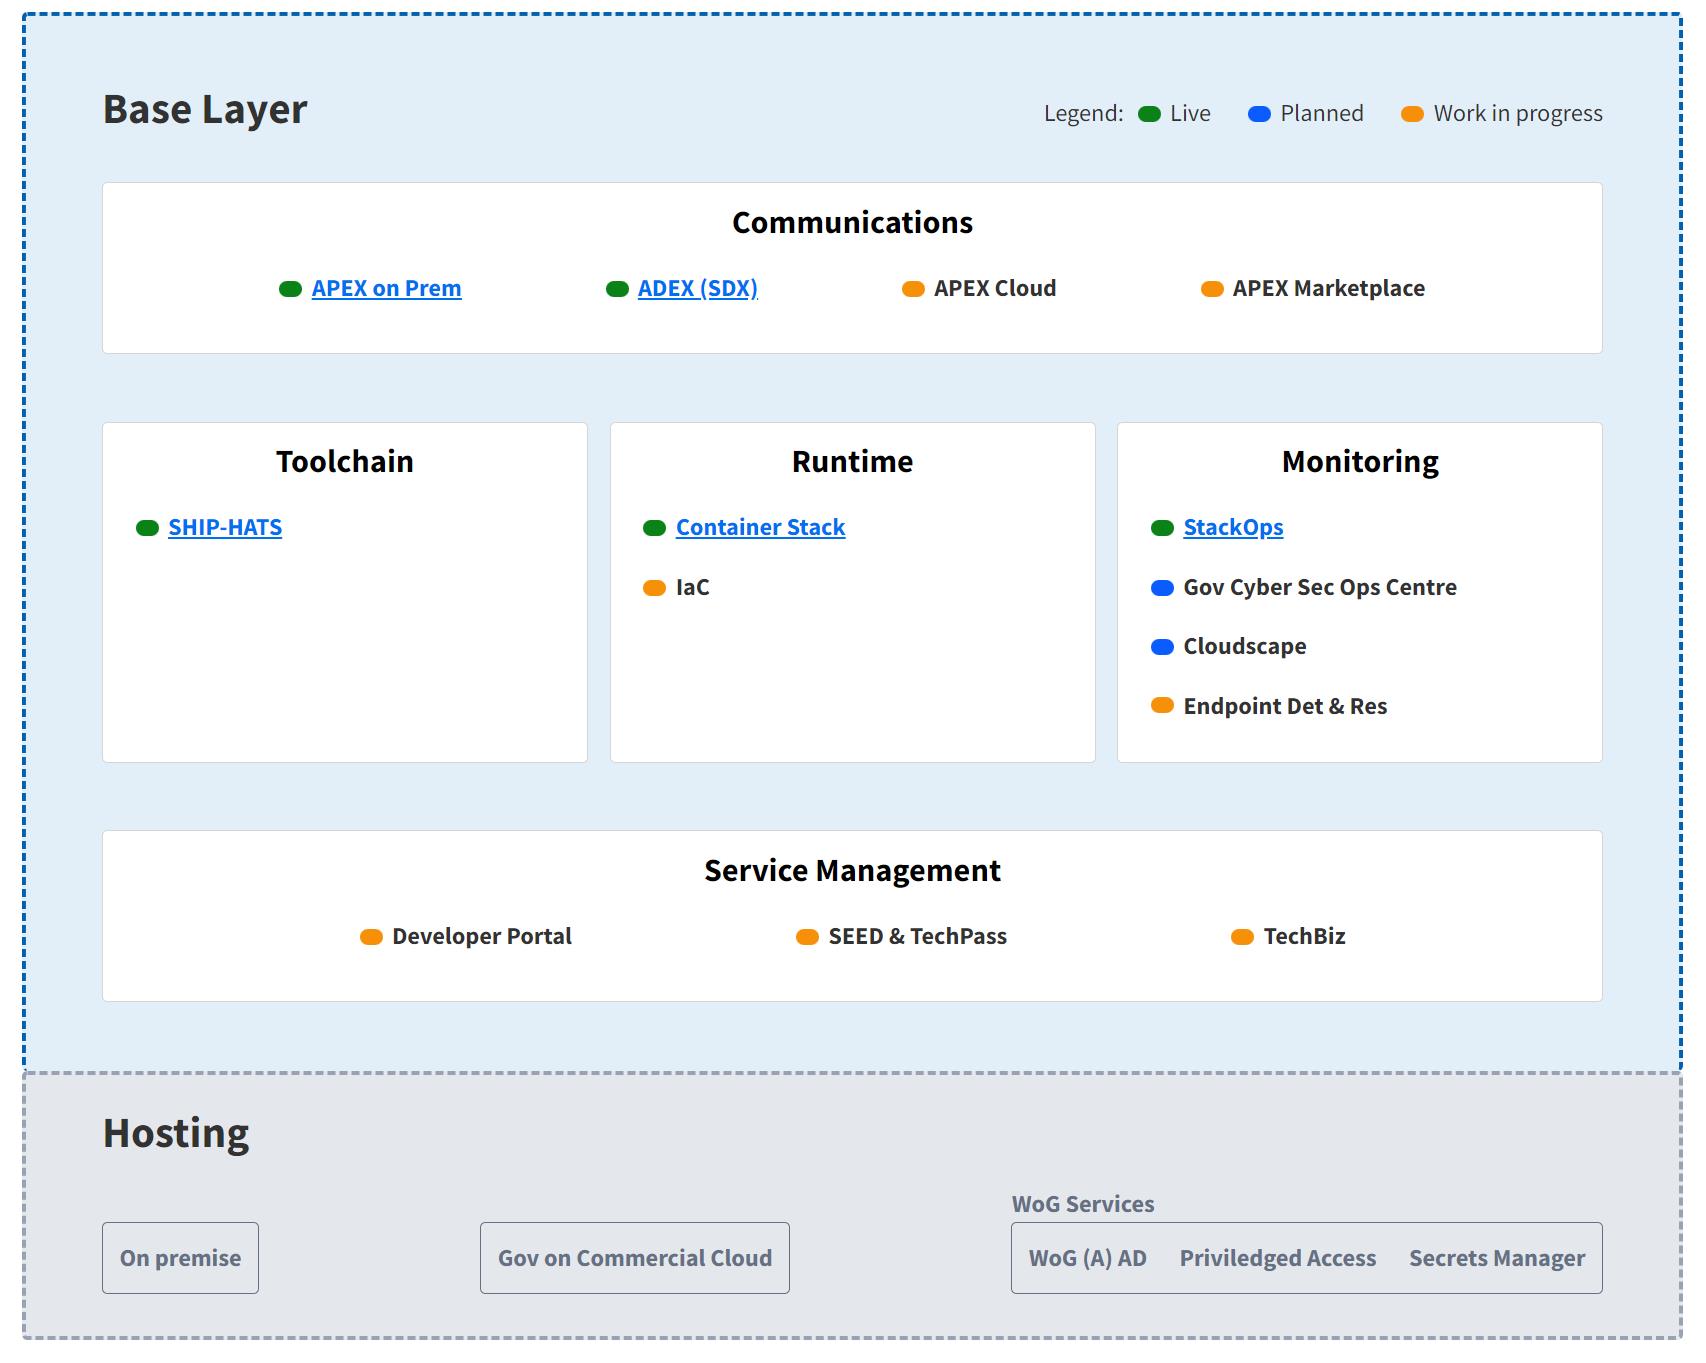 Base Layer
Legend: Live Planned Work in progress
Communications
APEX on Prem ADEX (SDX) APEX Cloud APEX Marketplace
Toolchain
SHIP-HATS
Runtime
Container Stack
IaC
Monitoring
StackOps
Gov Cyber Sec Ops Centre
Cloudscape
Endpoint Det & Res
Service Management
Developer Portal SEED & TechPass TechBiz
Hosting
On premise
Gov on Commercial Cloud
WoG Services
WoG (A) AD Priviledged Access Secrets Manager